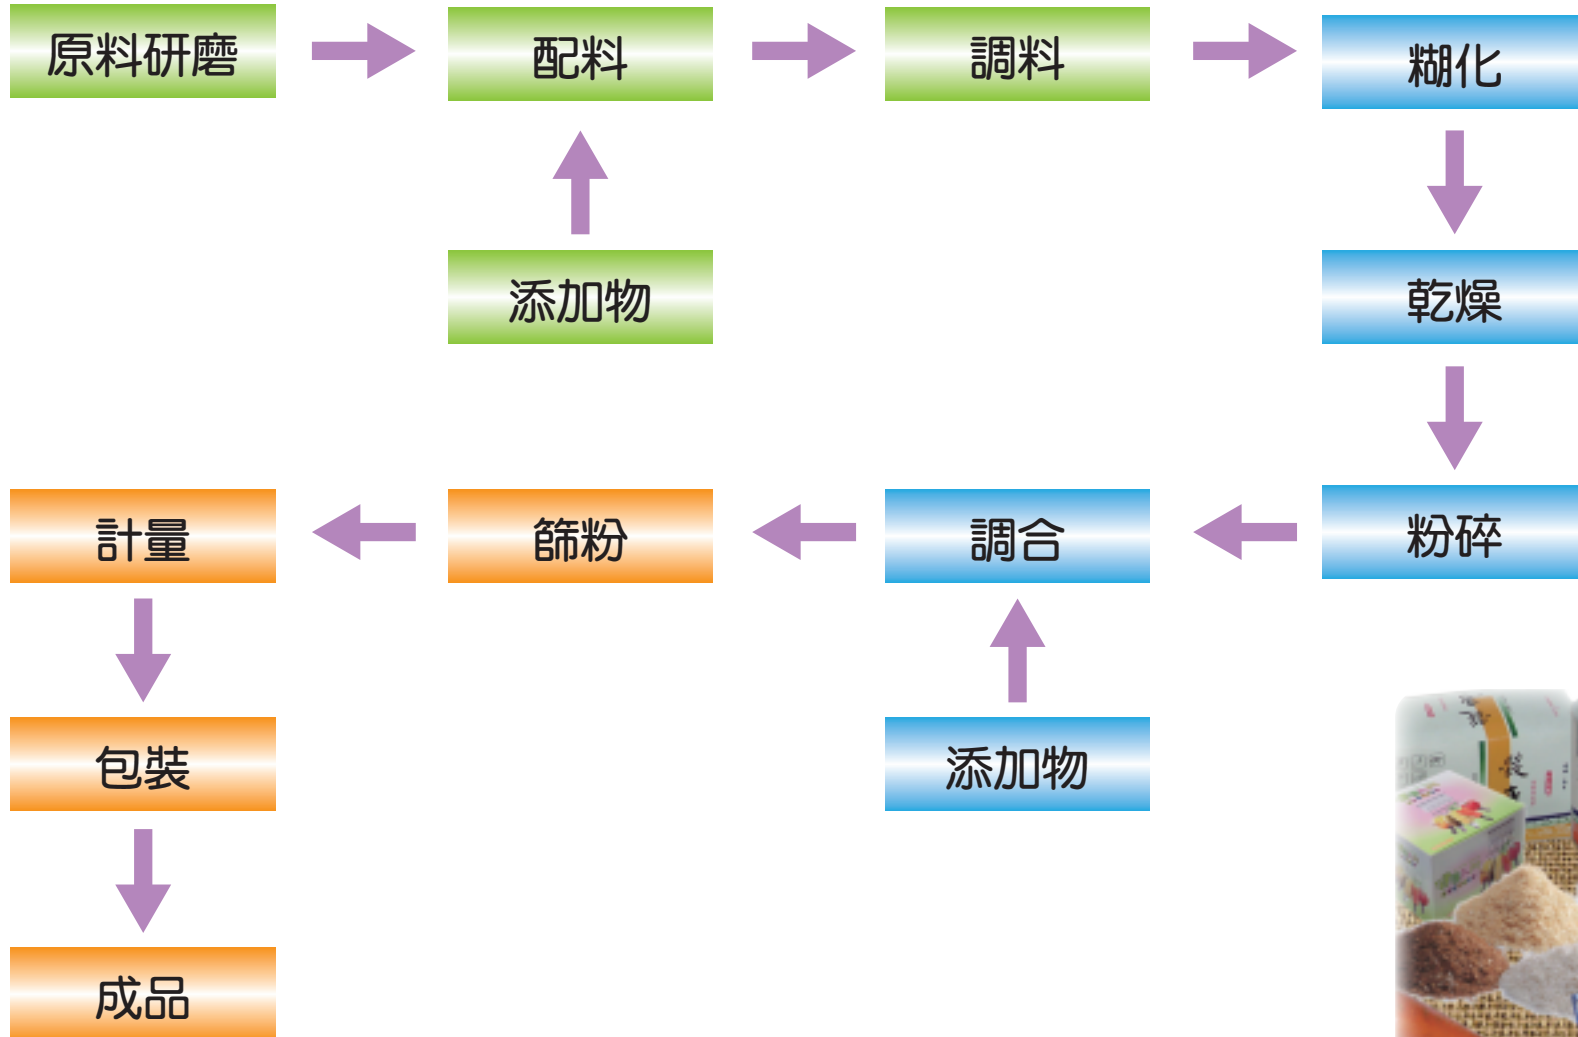 原料研磨
配料
調料
糊化
添加物
乾燥
粉碎
調合
篩粉
計量
添加物
包裝
成品